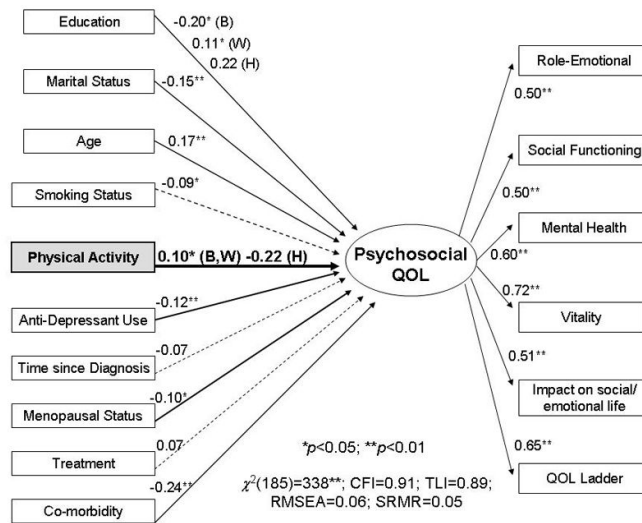 Education
-0.20* (B)
0.11* (W)
0.22 (H)
Marital Status
-0.15**
Age
0.17**
Smoking Status
-0.09*
Physical Activity
0.10* (B,W) -0.22 (H)
Anti-Depressant Use
-0.12**
Time since Diagnosis
-0.07
Menopausal Status
-0.10*
Treatment
0.07
Co-morbidity
-0.24**
Psychosocial
QOL
Role-Emotional
0.50**
Social Functioning
0.50**
Mental Health
0.60**
Vitality
0.72**
Impact on social/
emotional life
0.51**
QOL Ladder
0.65**
*p<0.05; **p<0.01
χ²(185)=338**; CFI=0.91; TLI=0.89;
RMSEA=0.06; SRMR=0.05